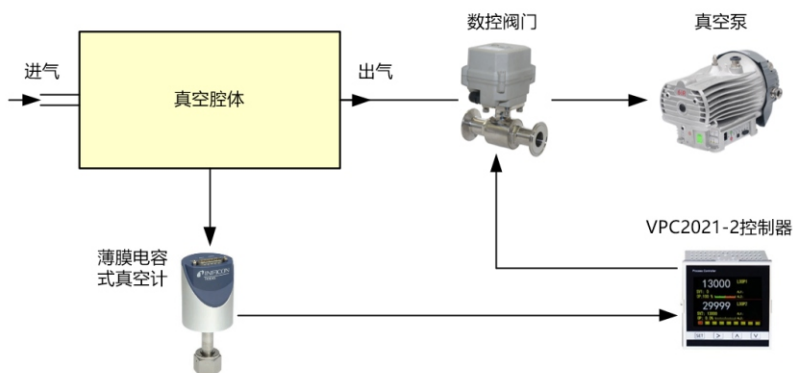 数控阀门
真空泵
进气
出气
真空腔体
VPC2021-2控制器
薄膜电容
式真空计
INFICON
13000
29999